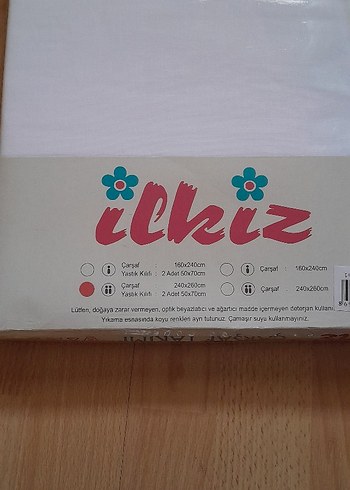 ilkiz
Çarşaf 160x240cm Çarşaf : 160x240cm
Yastık Kılıfı : 2 Adet 50x70cm
Çarşaf 240x260cm Çarşaf : 240x260cm
Yastık Kılıfı : 2 Adet 50x70cm
Lütfen, doğaya zarar vermeyen, optik beyazlatıcı ve ağartıcı madde içermeyen deterjan kullanı
Yıkama esnasında koyu renkleri ayrı tutunuz. Çamaşır suyu kullanmayınız.